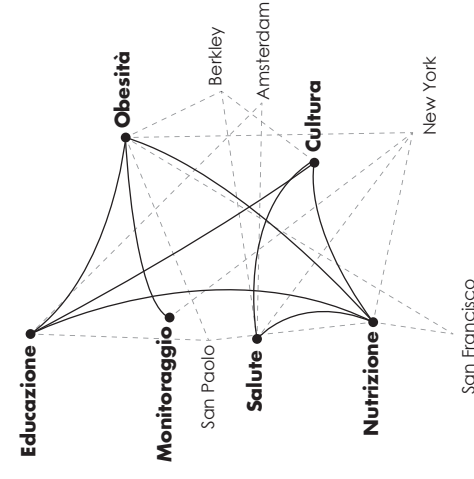 Educazione
Monitoraggio
San Paolo
Salute
Nutrizione
San Francisco
Obesità
Berkley
Amsterdam
Cultura
New York